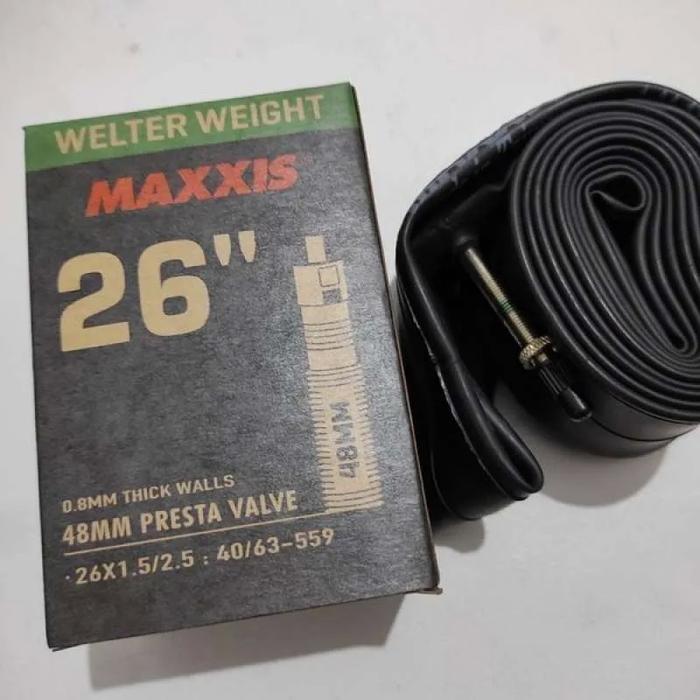 WELTER WEIGHT
MAXXIS
26"
48MM
0.8MM THICK WALLS
48MM PRESTA VALVE
·26X1.5/2.5 : 40/63-559